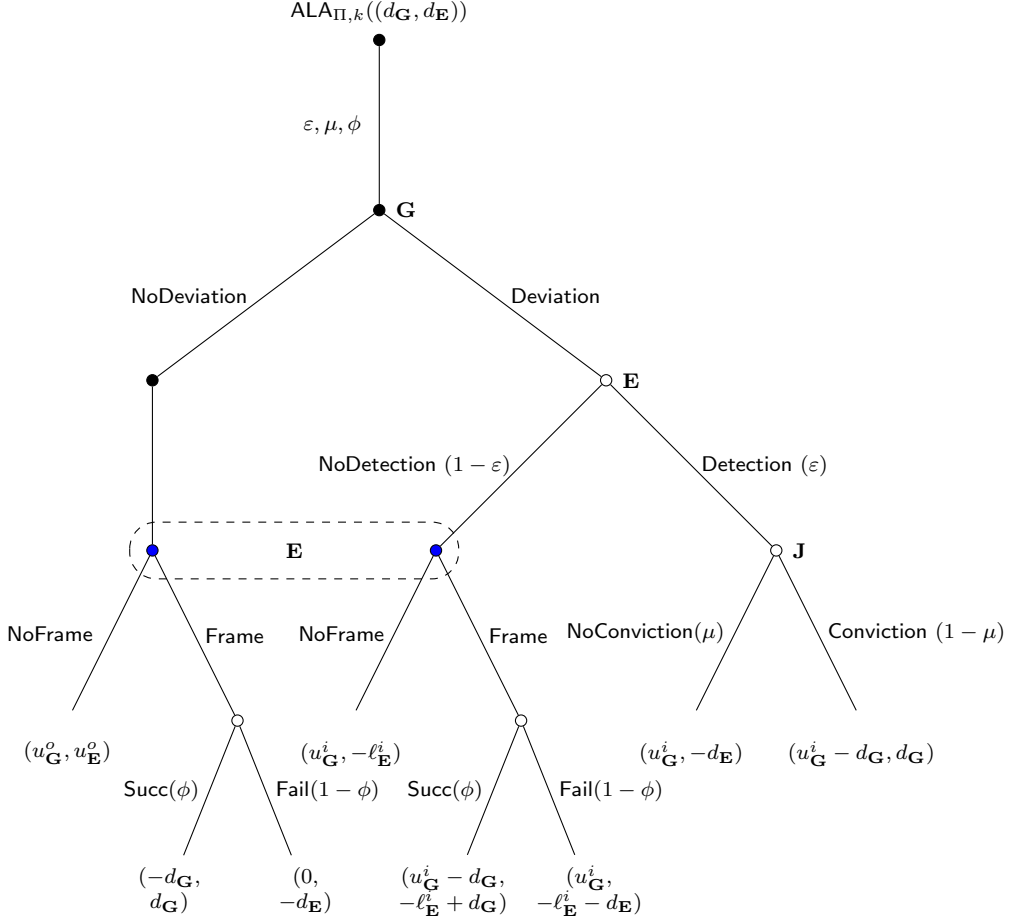 ALA_{Π,k}((d_G, d_E))
ε, μ, ϕ
G
NoDeviation
Deviation
E
NoDetection (1 − ε)
Detection (ε)
E
J
NoFrame
Frame
NoFrame
Frame
NoConviction(μ)
Conviction (1 − μ)
(u^o_G, u^o_E)
(u^i_G, −ℓ^i_E)
(u^i_G, −d_E)
(u^i_G − d_G, d_G)
Succ(ϕ)
Fail(1 − ϕ)
Succ(ϕ)
Fail(1 − ϕ)
(−d_G,
d_G)
(0,
−d_E)
(u^i_G − d_G,
−ℓ^i_E + d_G)
(u^i_G,
−ℓ^i_E − d_E)